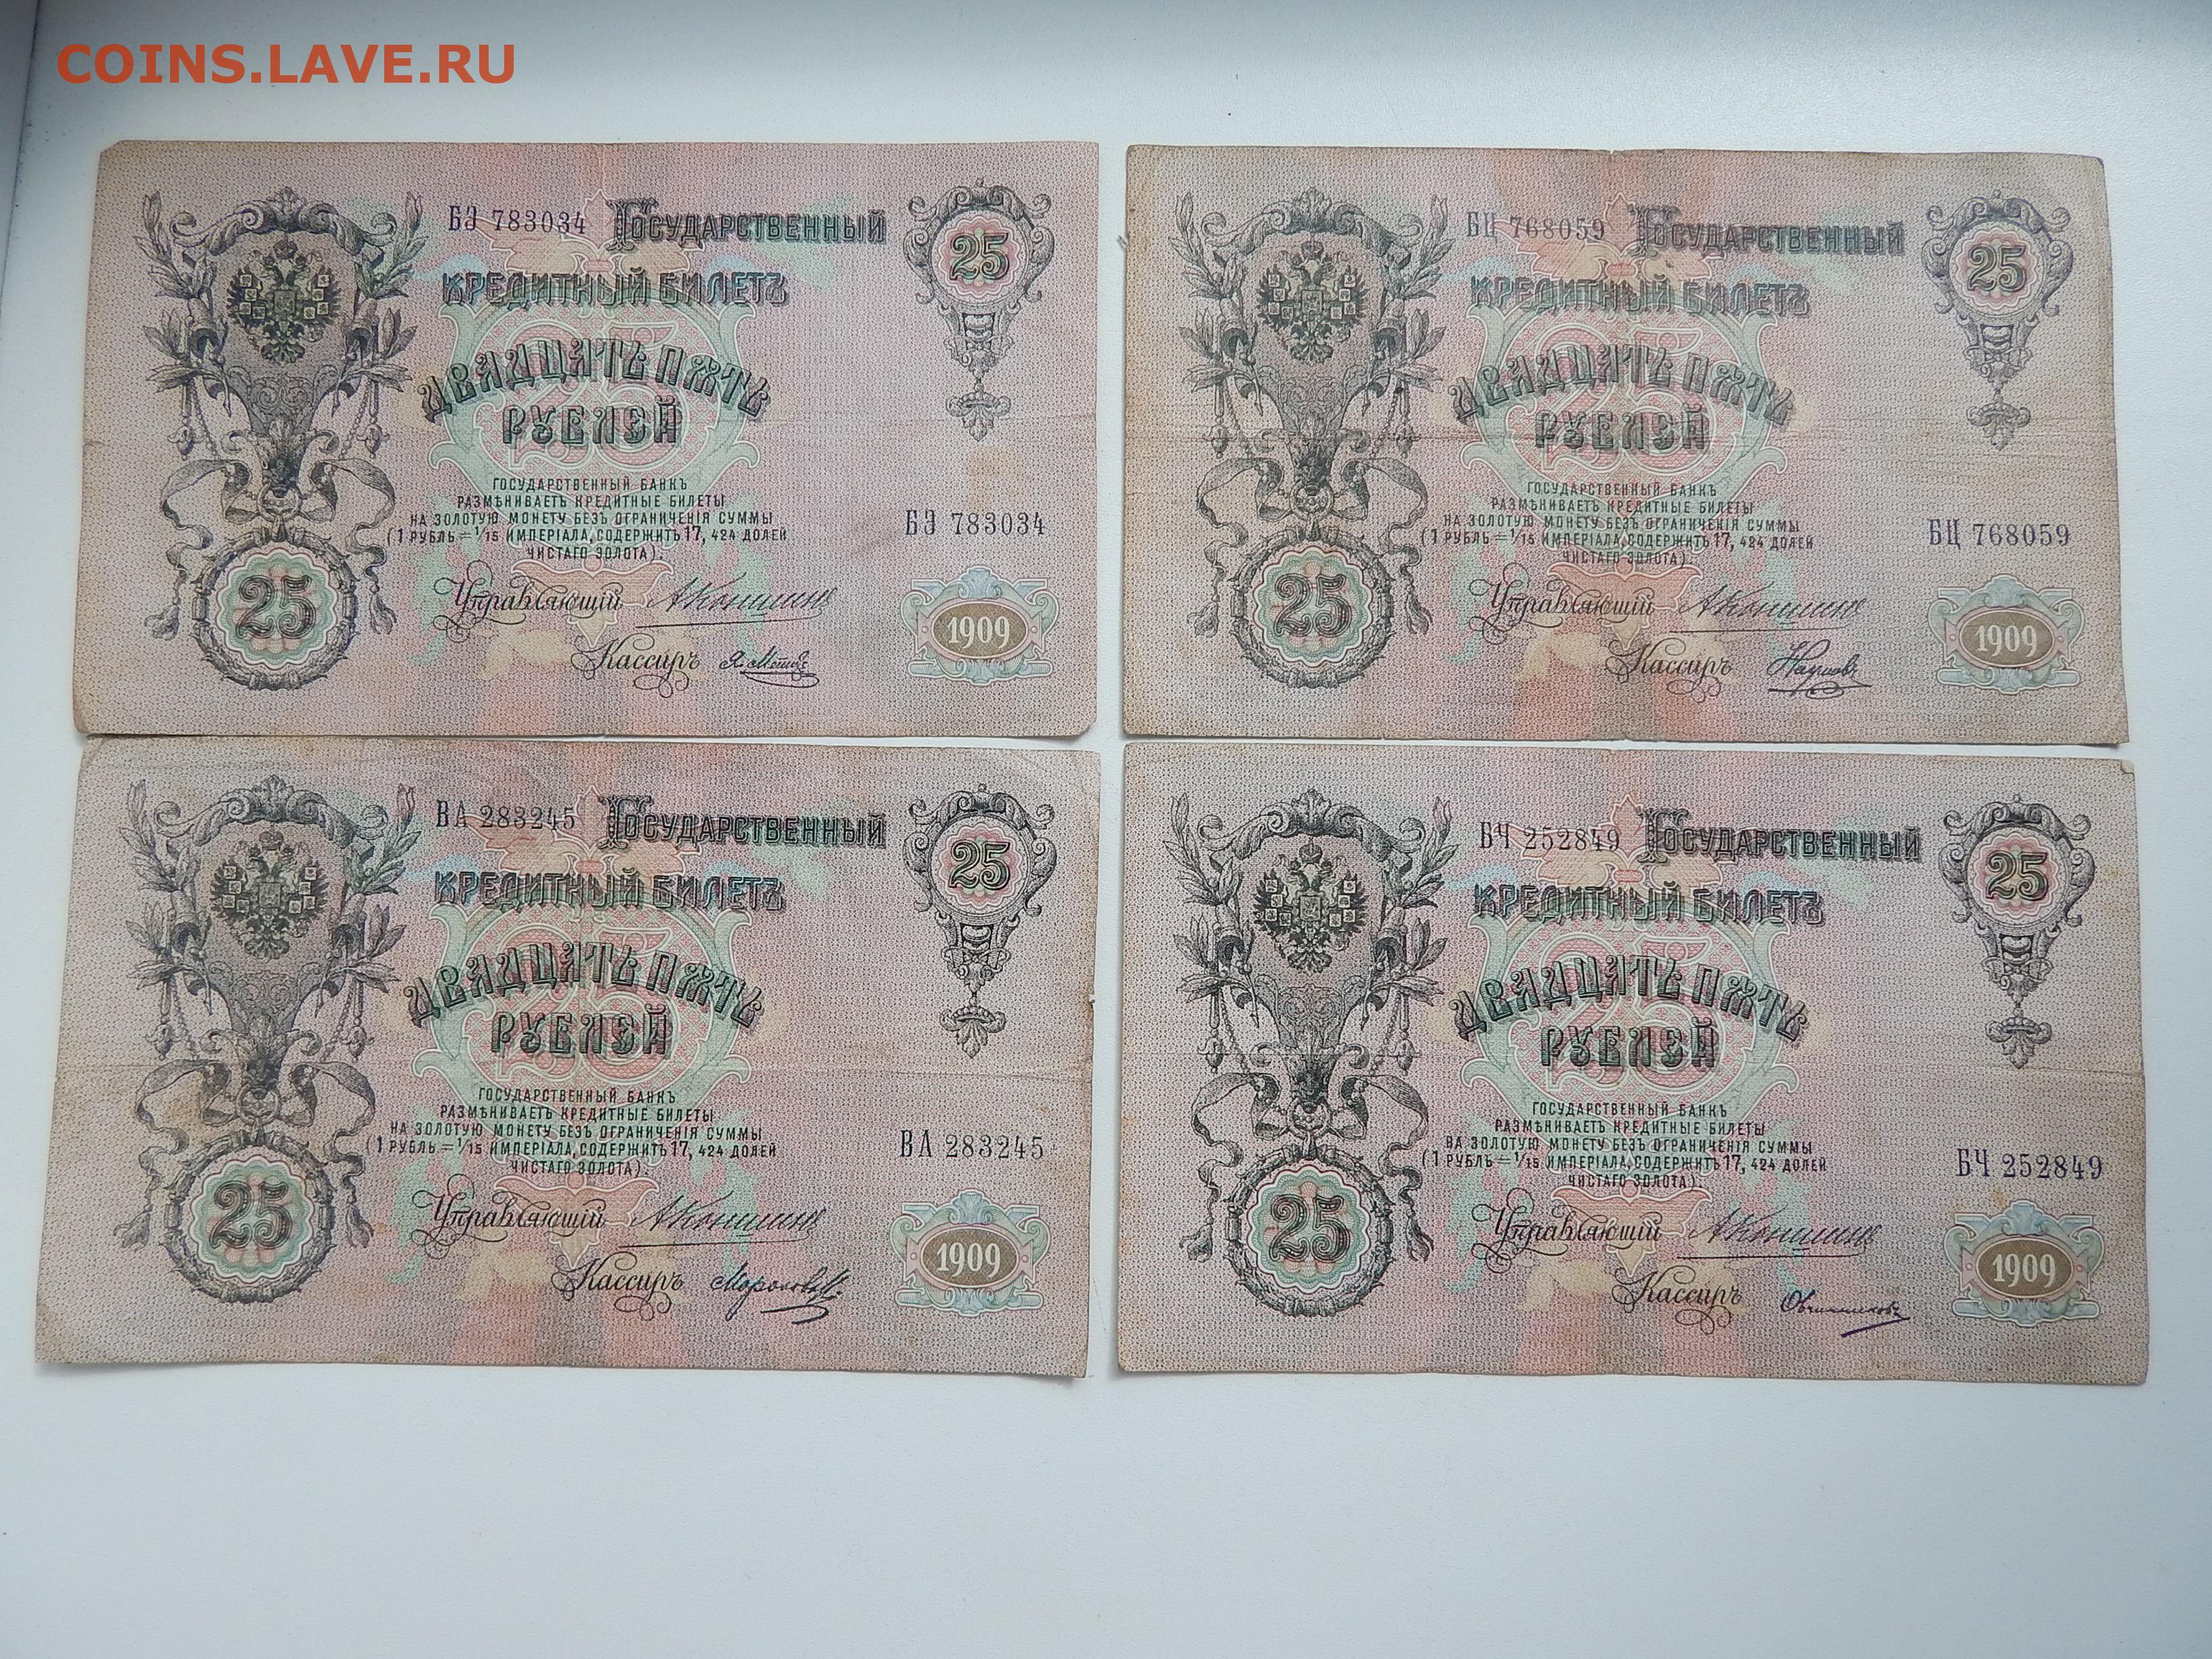 COINS.LAVE.RU
БЭ 783034 ГОСУДАРСТВЕННЫЙ
25
КРЕДИТНЫЙ БИЛЕТЪ
ДВАДЦАТЬ ПЯТЬ
РУБЛЕЙ
ГОСУДАРСТВЕННЫЙ БАНКЪ
РАЗМѢНИВАЕТЪ КРЕДИТНЫЕ БИЛЕТЫ
НА ЗОЛОТУЮ МОНЕТУ БЕЗЪ ОГРАНИЧЕНІЯ СУММЫ
(1 РУБЛЬ = 1/15 ИМПЕРІАЛА, СОДЕРЖИТЪ 17, 424 ДОЛЕЙ
ЧИСТАГО ЗОЛОТА).
БЭ 783034
25
Управляющій АКоншинъ
1909
Кассиръ
БЦ 768059 ГОСУДАРСТВЕННЫЙ
25
КРЕДИТНЫЙ БИЛЕТЪ
ДВАДЦАТЬ ПЯТЬ
РУБЛЕЙ
ГОСУДАРСТВЕННЫЙ БАНКЪ
РАЗМѢНИВАЕТЪ КРЕДИТНЫЕ БИЛЕТЫ
НА ЗОЛОТУЮ МОНЕТУ БЕЗЪ ОГРАНИЧЕНІЯ СУММЫ
(1 РУБЛЬ = 1/15 ИМПЕРІАЛА, СОДЕРЖИТЪ 17, 424 ДОЛЕЙ
ЧИСТАГО ЗОЛОТА).
БЦ 768059
25
Управляющій АКоншинъ
1909
Кассиръ Наумовъ
ВА 283245 ГОСУДАРСТВЕННЫЙ
25
КРЕДИТНЫЙ БИЛЕТЪ
ДВАДЦАТЬ ПЯТЬ
РУБЛЕЙ
ГОСУДАРСТВЕННЫЙ БАНКЪ
РАЗМѢНИВАЕТЪ КРЕДИТНЫЕ БИЛЕТЫ
НА ЗОЛОТУЮ МОНЕТУ БЕЗЪ ОГРАНИЧЕНІЯ СУММЫ
(1 РУБЛЬ = 1/15 ИМПЕРІАЛА, СОДЕРЖИТЪ 17, 424 ДОЛЕЙ
ЧИСТАГО ЗОЛОТА).
ВА 283245
25
Управляющій АКоншинъ
1909
Кассиръ
БЧ 252849 ГОСУДАРСТВЕННЫЙ
25
КРЕДИТНЫЙ БИЛЕТЪ
ДВАДЦАТЬ ПЯТЬ
РУБЛЕЙ
ГОСУДАРСТВЕННЫЙ БАНКЪ
РАЗМѢНИВАЕТЪ КРЕДИТНЫЕ БИЛЕТЫ
НА ЗОЛОТУЮ МОНЕТУ БЕЗЪ ОГРАНИЧЕНІЯ СУММЫ
(1 РУБЛЬ = 1/15 ИМПЕРІАЛА, СОДЕРЖИТЪ 17, 424 ДОЛЕЙ
ЧИСТАГО ЗОЛОТА).
БЧ 252849
25
Управляющій АКоншинъ
1909
Кассиръ Овчинниковъ